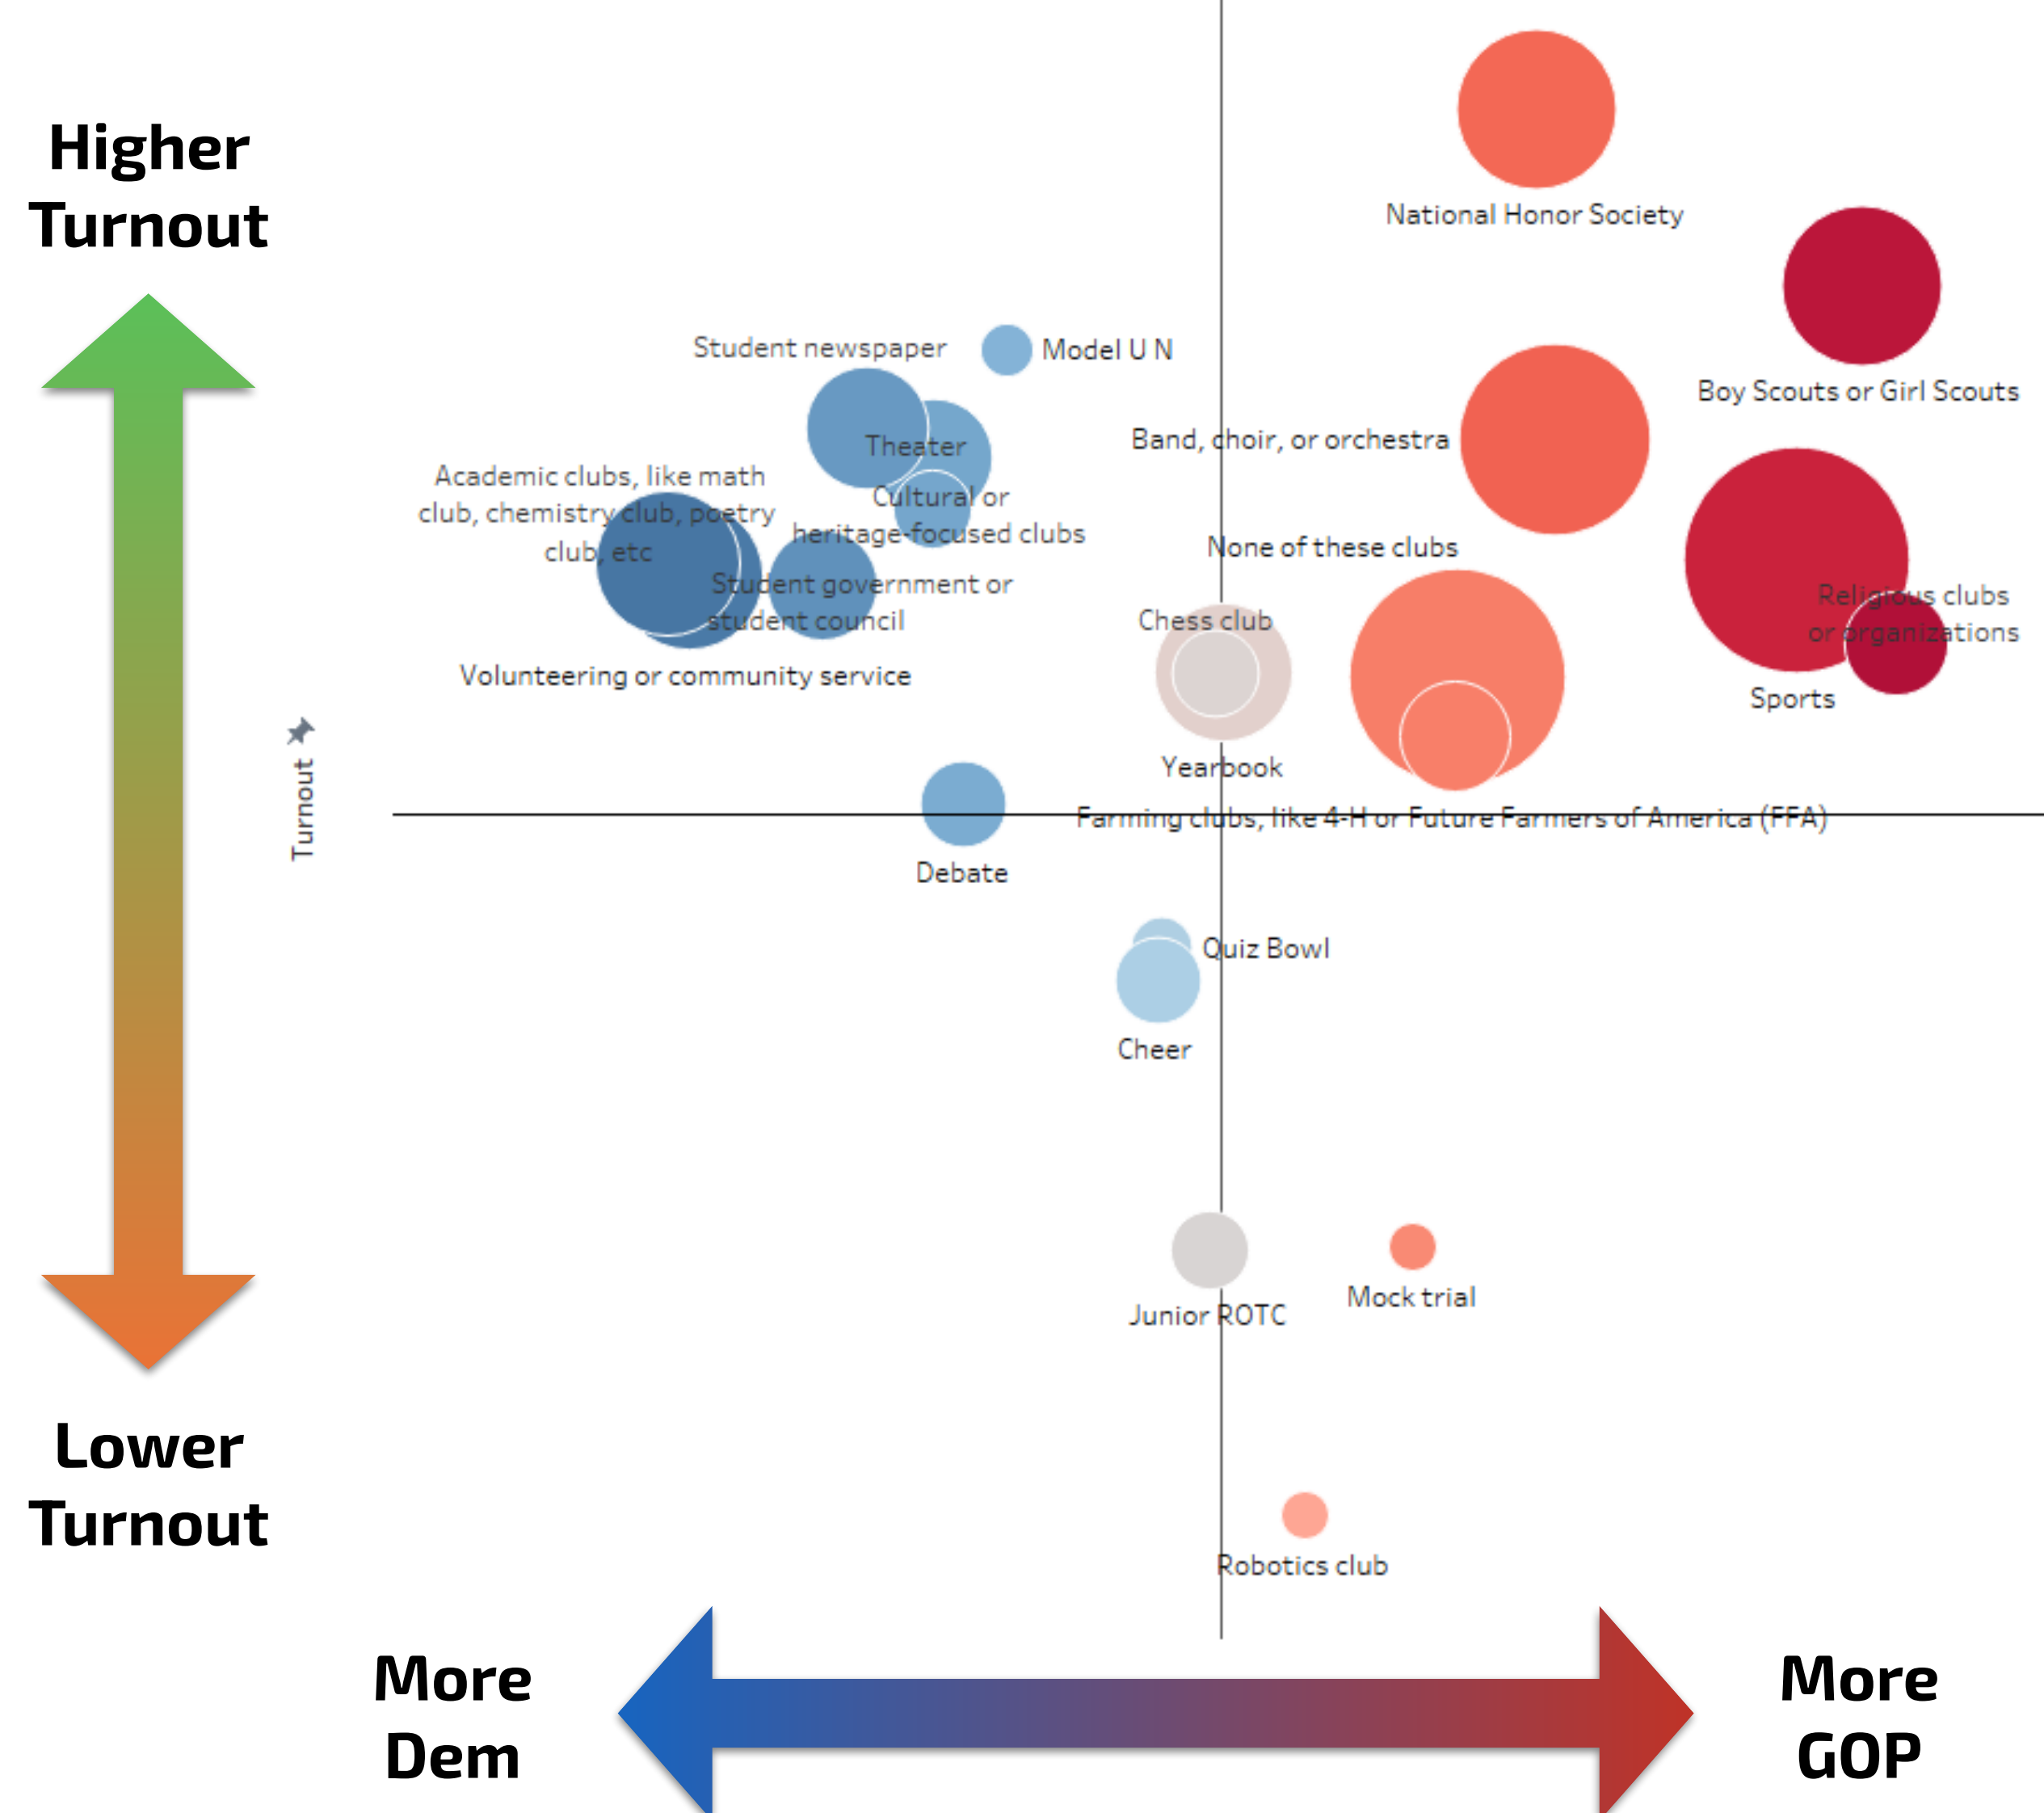 Higher
Turnout
National Honor Society
Student newspaper
Model U N
Boy Scouts or Girl Scouts
Theater
Band, choir, or orchestra
Academic clubs, like math
club, chemistry club, poetry
club, etc
Cultural or
heritage-focused clubs
None of these clubs
Student government or
student council
Chess club
Religious clubs
or organizations
Volunteering or community service
Sports
Turnout
Yearbook
Farming clubs, like 4-H or Future Farmers of America (FFA)
Debate
Quiz Bowl
Cheer
Junior ROTC
Mock trial
Lower
Turnout
Robotics club
More
Dem
More
GOP